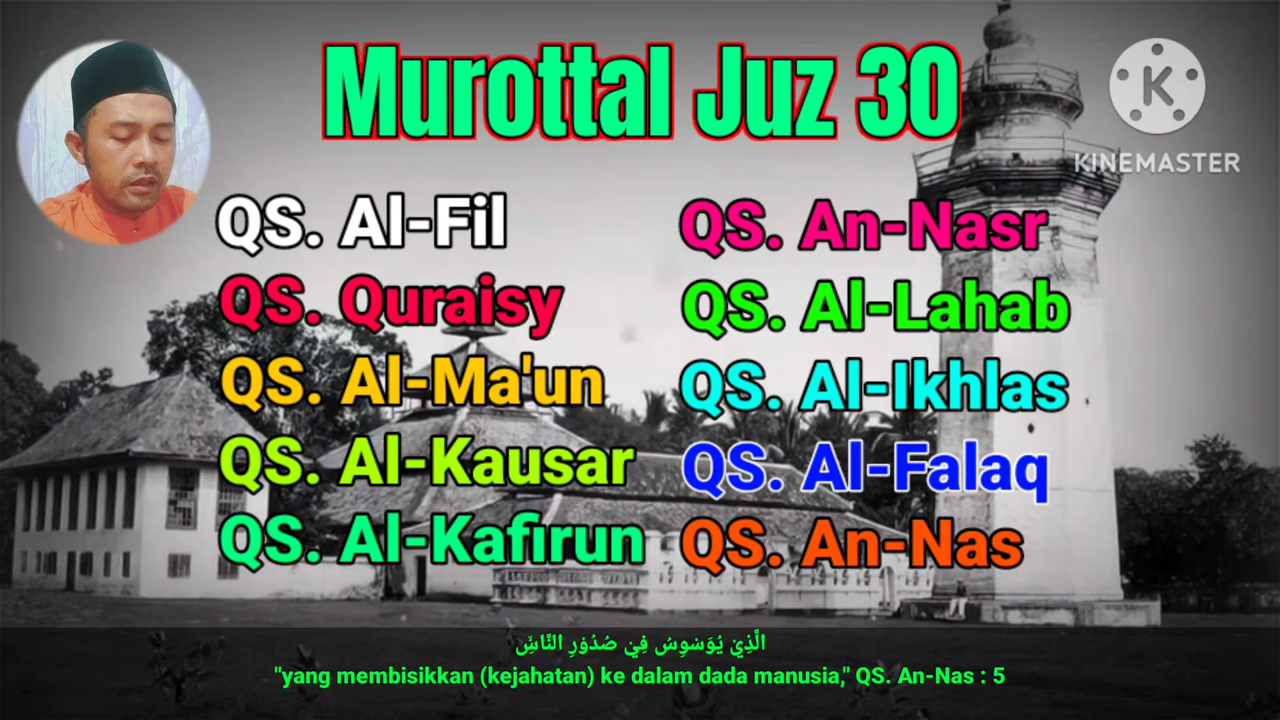 Murottal Juz 30
K
KINEMASTER
QS. Al-Fil
QS. Quraisy
QS. Al-Ma'un
QS. Al-Kausar
QS. Al-Kafirun
QS. An-Nasr
QS. Al-Lahab
QS. Al-Ikhlas
QS. Al-Falaq
QS. An-Nas
الَّذِيْ يُوَسْوِسُ فِيْ صُدُوْرِ النَّاسِۙ
"yang membisikkan (kejahatan) ke dalam dada manusia," QS. An-Nas : 5